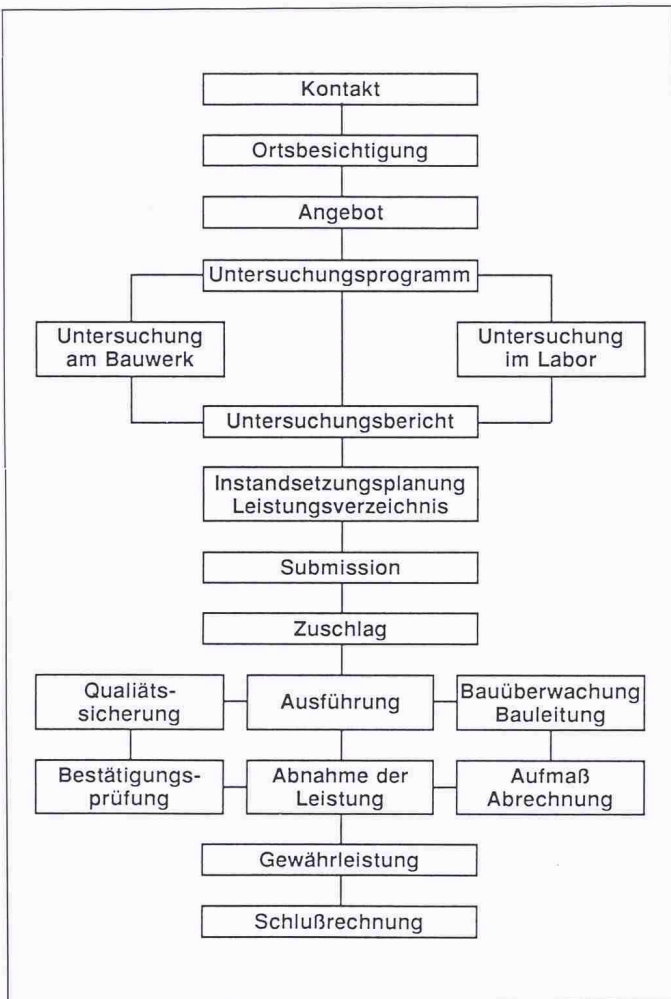 Kontakt
Ortsbesichtigung
Angebot
Untersuchungsprogramm
Untersuchung
am Bauwerk
Untersuchung
im Labor
Untersuchungsbericht
Instandsetzungsplanung
Leistungsverzeichnis
Submission
Zuschlag
Qualiäts-
sicherung
Ausführung
Bauüberwachung
Bauleitung
Bestätigungs-
prüfung
Abnahme der
Leistung
Aufmaß
Abrechnung
Gewährleistung
Schlußrechnung